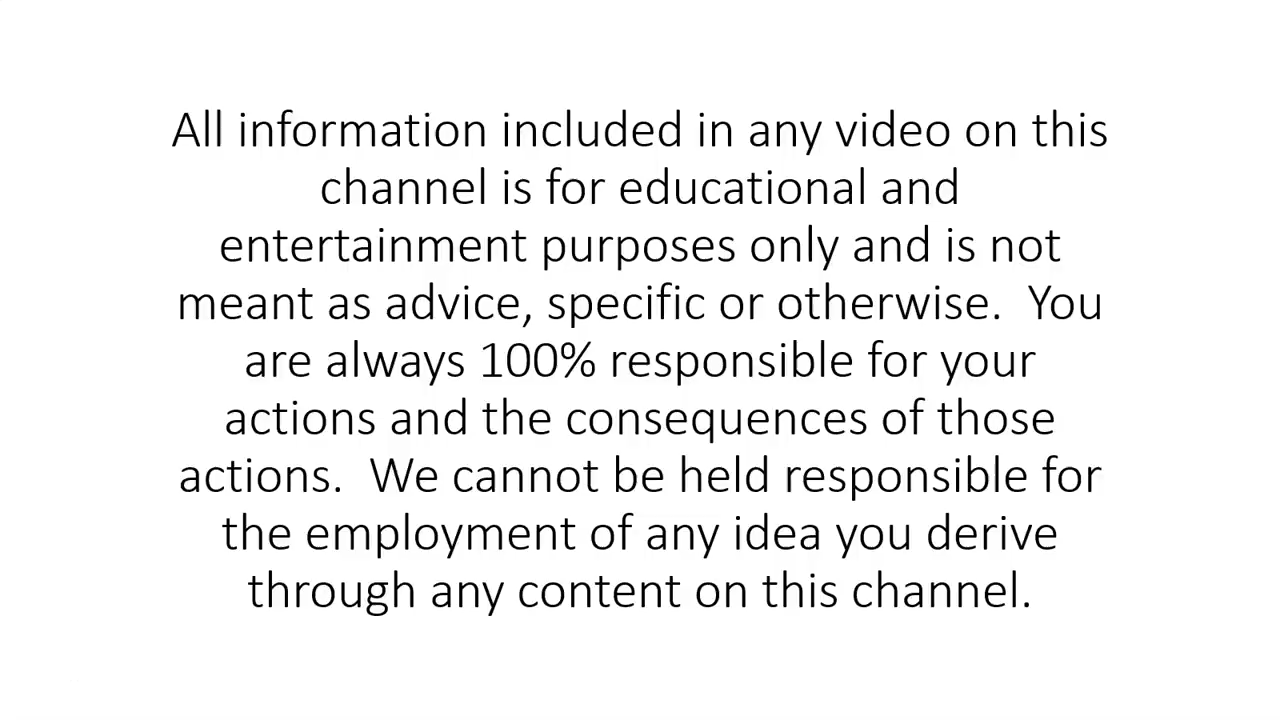 All information included in any video on this
channel is for educational and
entertainment purposes only and is not
meant as advice, specific or otherwise.  You
are always 100% responsible for your
actions and the consequences of those
actions.  We cannot be held responsible for
the employment of any idea you derive
through any content on this channel.